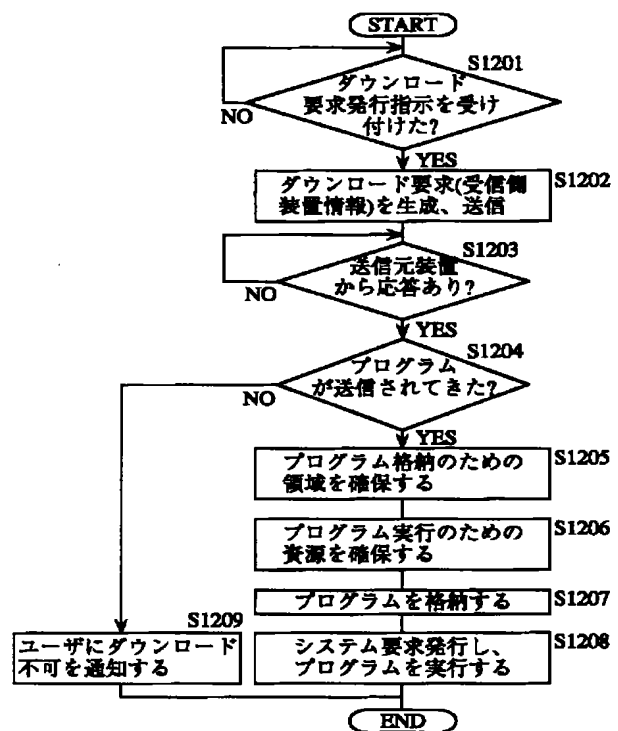 START
S1201
ダウンロード
要求発行指示を受け
付けた?
NO
YES
ダウンロード要求(受信側
装置情報)を生成、送信
S1202
S1203
送信元装置
から応答あり?
NO
YES
S1204
プログラム
が送信されてきた?
NO
YES
プログラム格納のための
領域を確保する
S1205
プログラム実行のための
資源を確保する
S1206
プログラムを格納する
S1207
S1209
ユーザにダウンロード
不可を通知する
システム要求発行し、
プログラムを実行する
S1208
END